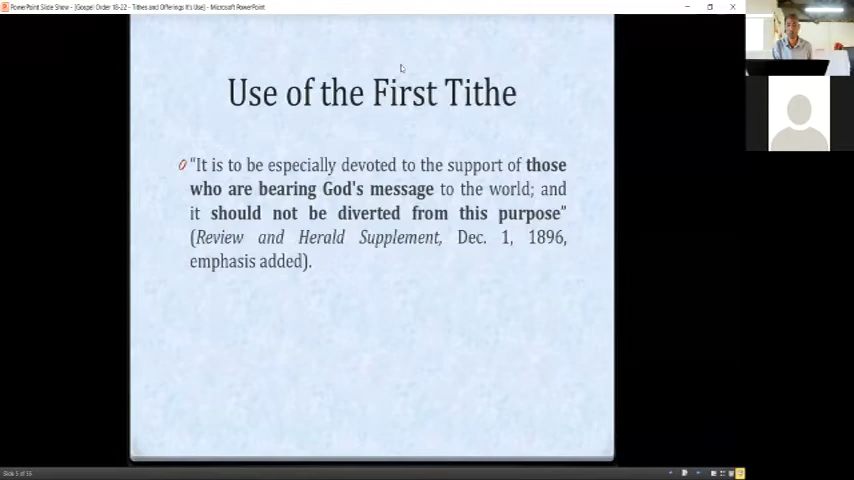 PowerPoint Slide Show - [Gospel Order 18-22 - Tithes and Offerings It's Use] - Microsoft PowerPoint
Use of the First Tithe
“It is to be especially devoted to the support of those
who are bearing God's message to the world; and
it should not be diverted from this purpose”
(Review and Herald Supplement, Dec. 1, 1896,
emphasis added).
Slide 5 of 35